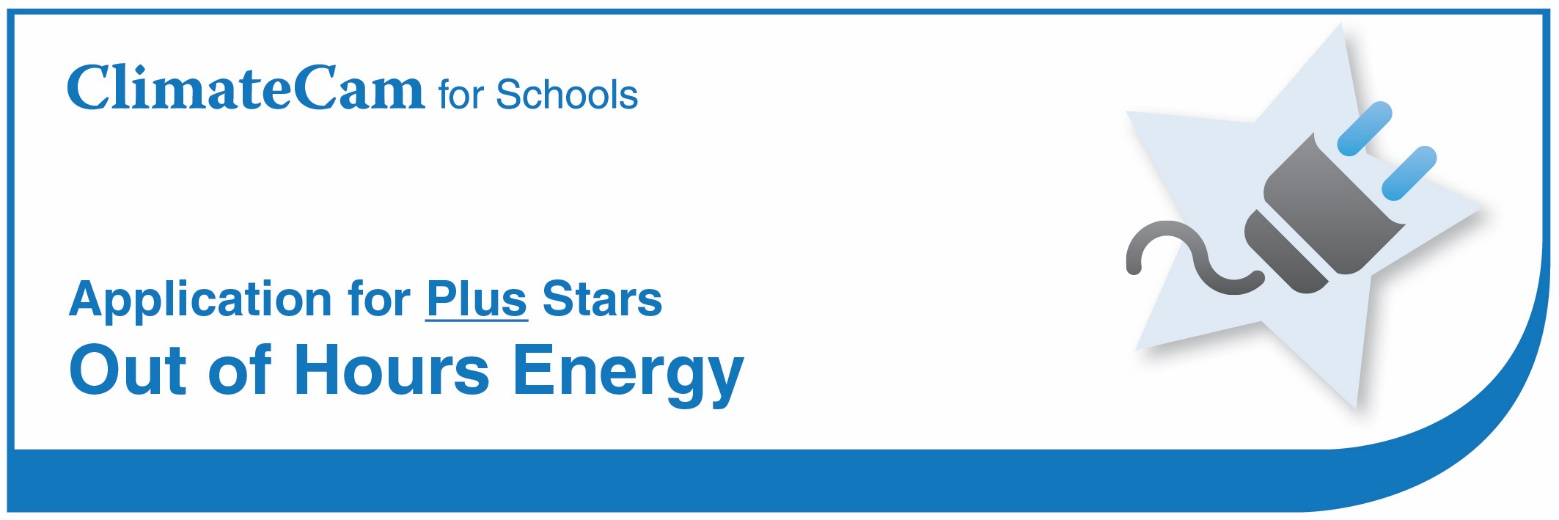 ClimateCam for Schools
Application for Plus Stars
Out of Hours Energy